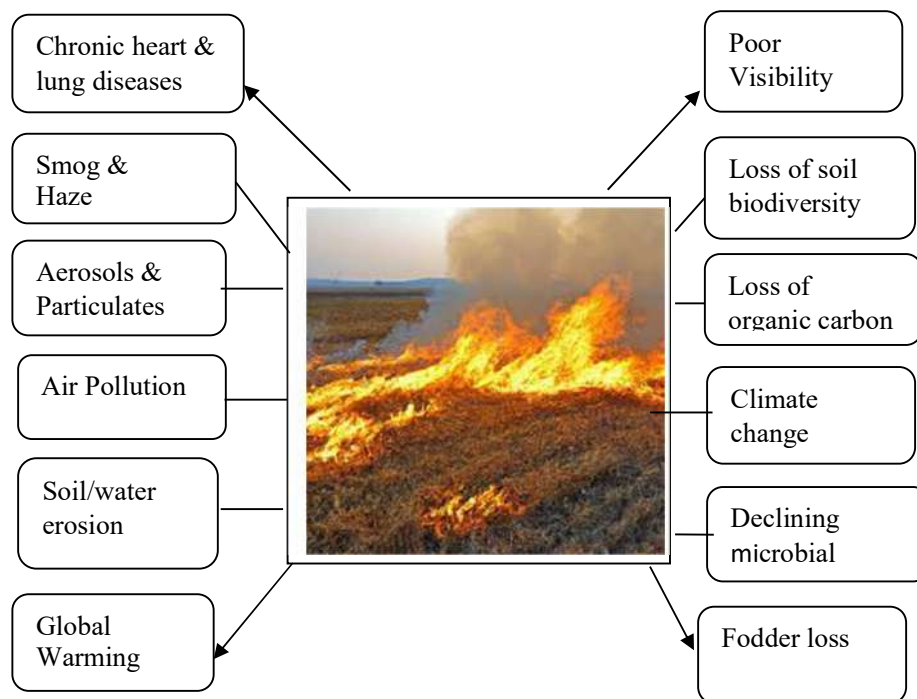 Chronic heart &
lung diseases
Smog &
Haze
Aerosols &
Particulates
Air Pollution
Soil/water
erosion
Global
Warming
Poor
Visibility
Loss of soil
biodiversity
Loss of
organic carbon
Climate
change
Declining
microbial
Fodder loss